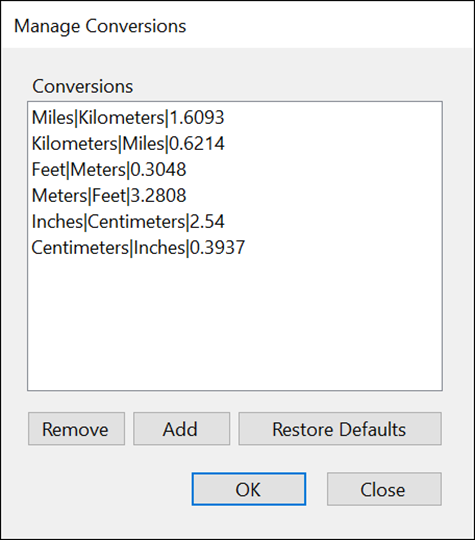 Manage Conversions
Conversions
Miles|Kilometers|1.6093
Kilometers|Miles|0.6214
Feet|Meters|0.3048
Meters|Feet|3.2808
Inches|Centimeters|2.54
Centimeters|Inches|0.3937
Remove Add Restore Defaults
OK Close